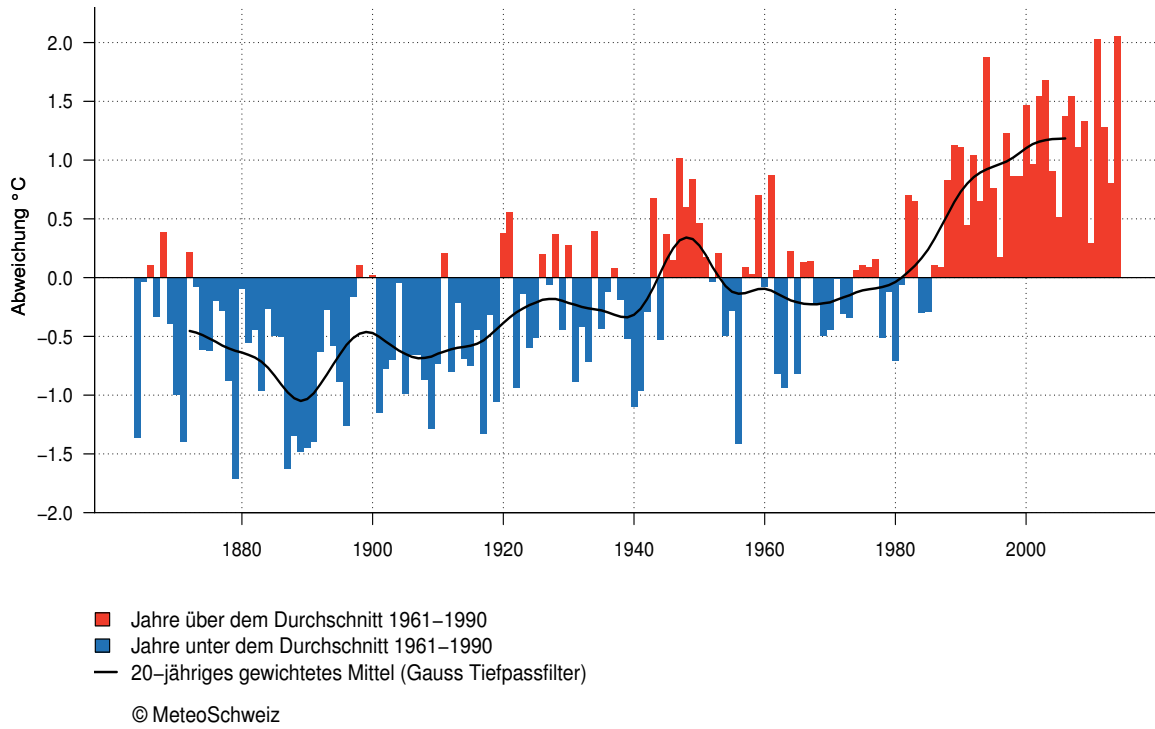 Abweichung °C
2.0
1.5
1.0
0.5
0.0
−0.5
−1.0
−1.5
−2.0
1880 1900 1920 1940 1960 1980 2000
Jahre über dem Durchschnitt 1961−1990
Jahre unter dem Durchschnitt 1961−1990
20−jähriges gewichtetes Mittel (Gauss Tiefpassfilter)
© MeteoSchweiz